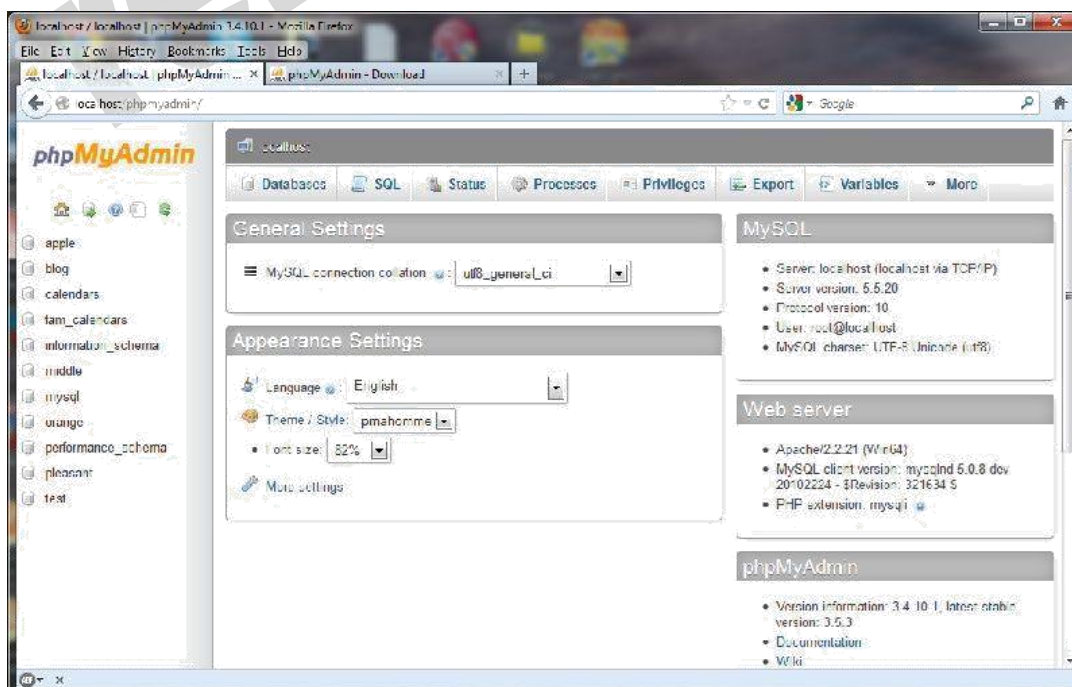 localhost / localhost | phpMyAdmin 3.4.10.1 - Mozilla Firefox
File Edit View History Bookmarks Tools Help
localhost / localhost | phpMyAdmin ... ×
phpMyAdmin - Download × +
localhost/phpmyadmin/
Google
phpMyAdmin
apple
blog
calendars
fam_calendars
information_schema
middle
mysql
orange
performance_schema
pleasant
test
localhost
Databases SQL Status Processes Privileges Export Variables More
General Settings
MySQL connection collation : utf8_general_ci
Appearance Settings
Language : English
Theme / Style: pmahomme
Font size: 82%
More settings
MySQL
Server: localhost (localhost via TCP/IP)
Server version: 5.5.20
Protocol version: 10
User: root@localhost
MySQL charset: UTF-8 Unicode (utf8)
Web server
Apache/2.2.21 (Win64)
MySQL client version: mysqlnd 5.0.8 dev
20102224 - $Revision: 321634 $
PHP extension: mysqli
phpMyAdmin
Version information: 3.4.10.1, latest stable
version: 3.5.3
Documentation
Wiki